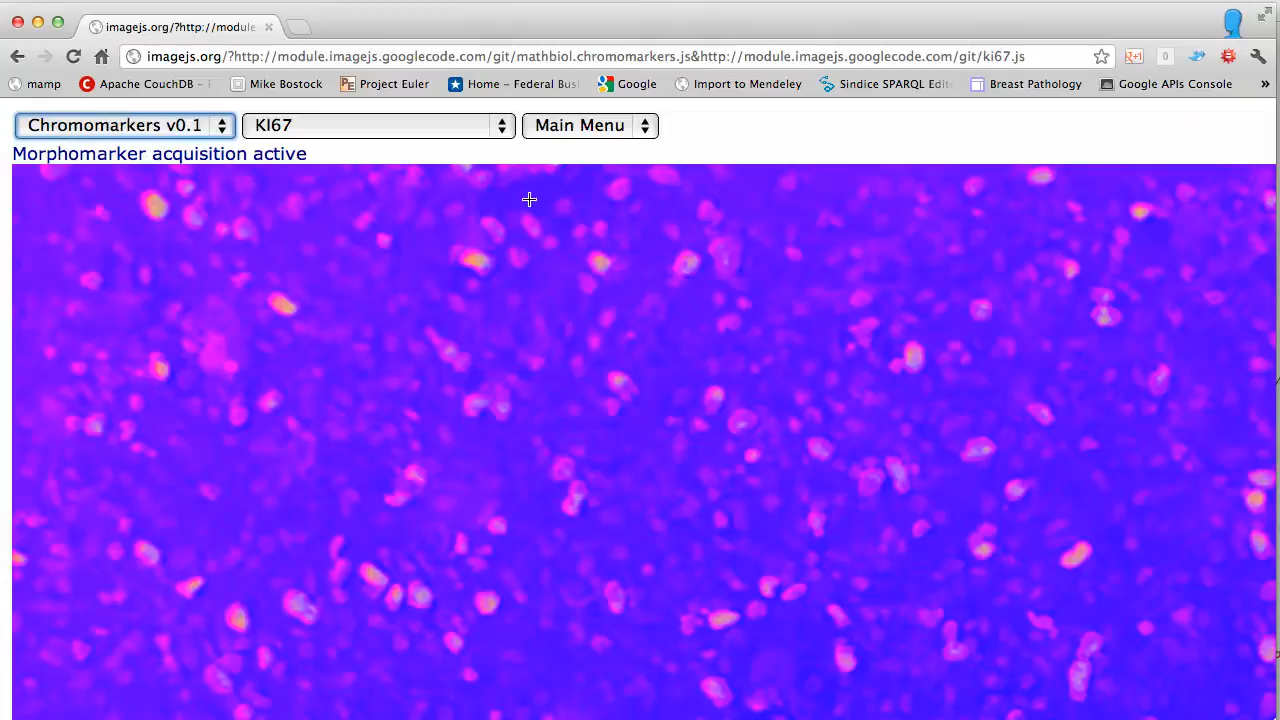 imagejs.org/?http://module
imagejs.org/?http://module.imagejs.googlecode.com/git/pathbiol.chromomarkers.js&http://module.imagejs.googlecode.com/git/ki67.js
mamp Apache CouchDB - F Mike Bostock Project Euler Home - Federal Busi Google Import to Mendeley Sindice SPARQL Edit Breast Pathology Google APIs Console »
Chromomarkers v0.1 KI67 Main Menu
Morphomarker acquisition active